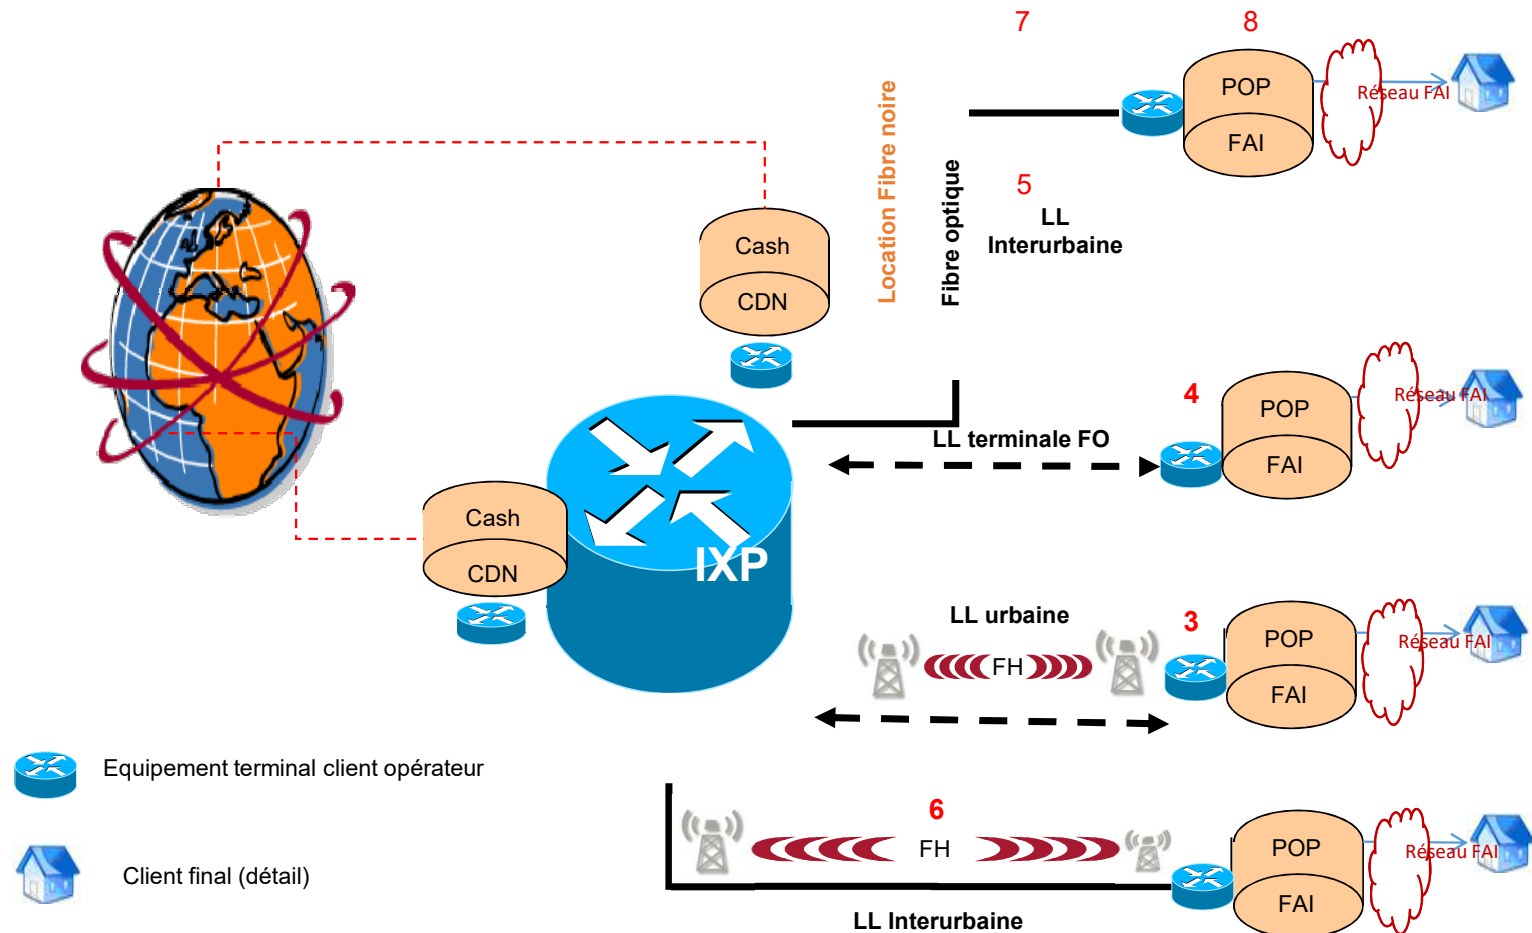 7
8
POP
FAI
Réseau FAI
Location Fibre noire
Fibre optique
5
LL
Interurbaine
Cash
CDN
4
POP
FAI
Réseau FAI
LL terminale FO
Cash
CDN
IXP
LL urbaine
3
FH
POP
FAI
Réseau FAI
Equipement terminal client opérateur
6
FH
POP
FAI
Réseau FAI
Client final (détail)
LL Interurbaine